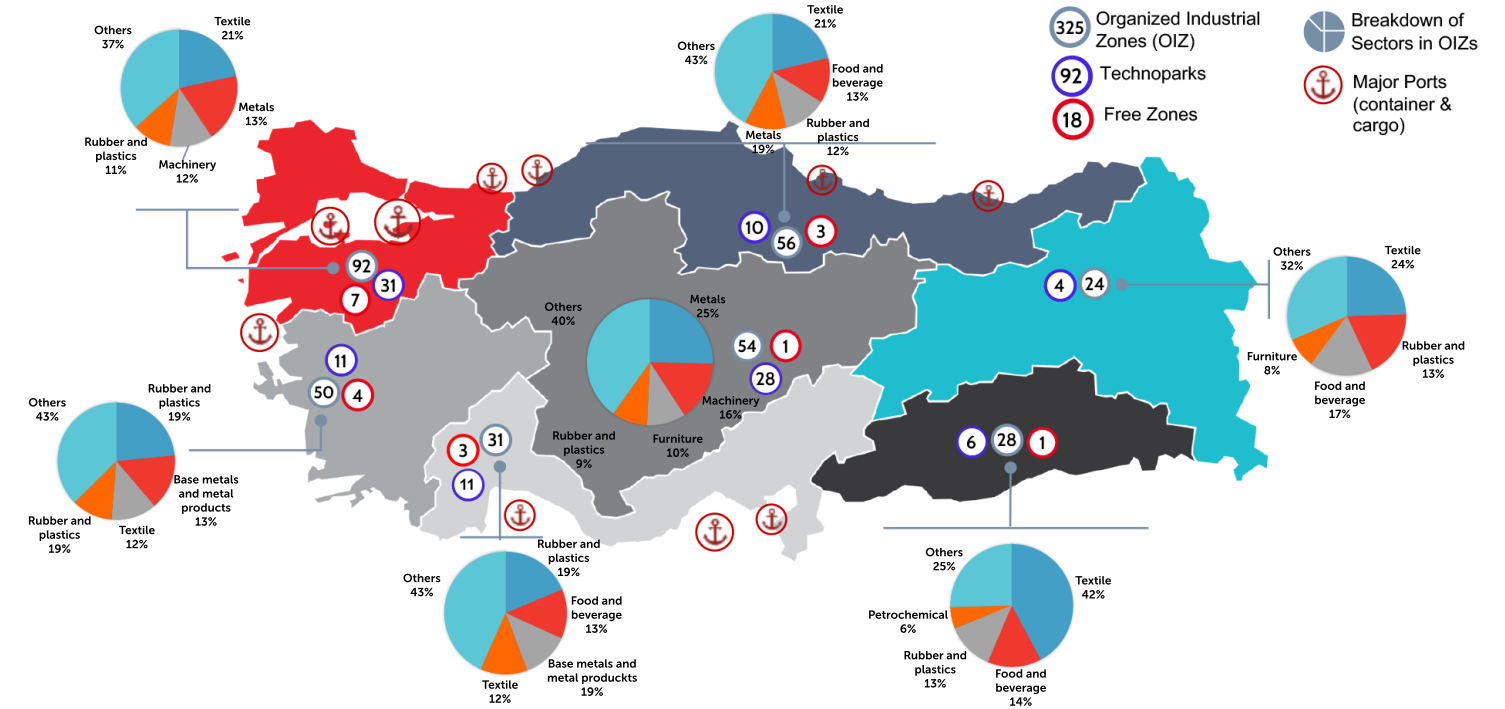 Others
37%
Textile
21%
Metals
13%
Machinery
12%
Rubber and
plastics
11%
Textile
21%
Others
43%
Food and
beverage
13%
Rubber and
plastics
12%
Metals
19%
325
Organized Industrial
Zones (OIZ)
92
Technoparks
18
Free Zones
Breakdown of
Sectors in OIZs
Major Ports
(container &
cargo)
92
31
7
10
56
3
4
24
Others
32%
Textile
24%
Rubber and
plastics
13%
Food and
beverage
17%
Furniture
8%
Others
40%
Metals
25%
Machinery
16%
Furniture
10%
Rubber and
plastics
9%
54
1
28
11
50
4
Others
43%
Rubber and
plastics
19%
Base metals
and metal
products
13%
Textile
12%
Rubber and
plastics
19%
3
31
11
Others
43%
Rubber and
plastics
19%
Food and
beverage
13%
Base metals and
metal produckts
19%
Textile
12%
6
28
1
Others
25%
Textile
42%
Petrochemical
6%
Rubber and
plastics
13%
Food and
beverage
14%